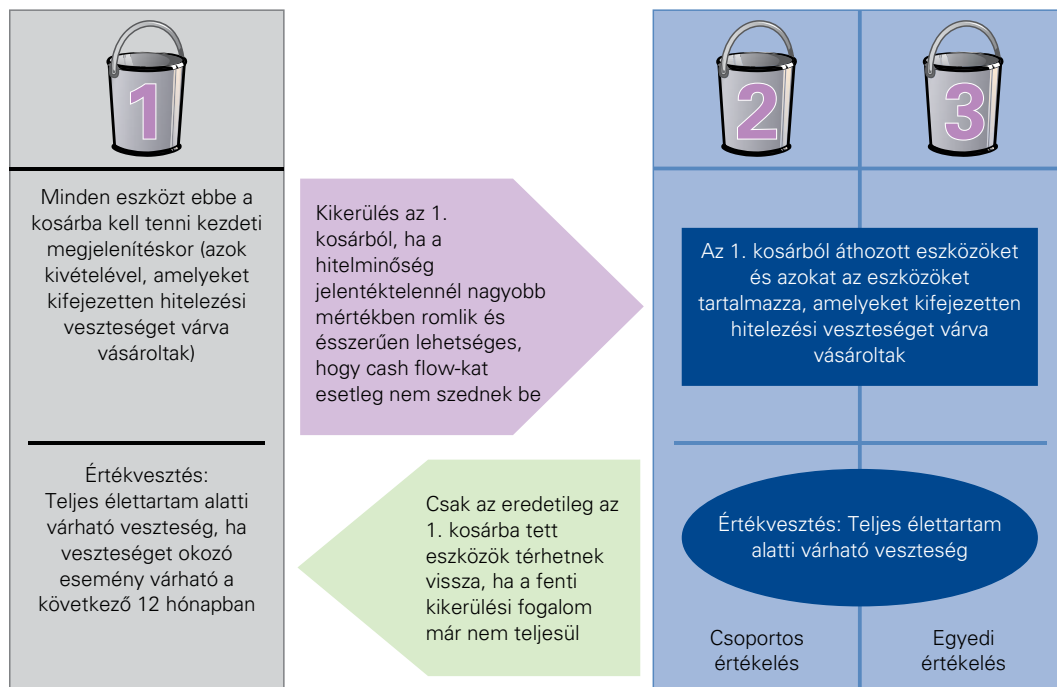 1
Minden eszközt ebbe a
kosárba kell tenni kezdeti
megjelenítéskor (azok
kivételével, amelyeket
kifejezetten hitelezési
veszteséget várva
vásároltak)
Értékvesztés:
Teljes élettartam alatti
várható veszteség, ha
veszteséget okozó
esemény várható a
következő 12 hónapban
Kikerülés az 1.
kosárból, ha a
hitelminőség
jelentéktelennél nagyobb
mértékben romlik és
ésszerűen lehetséges,
hogy cash flow-kat
esetleg nem szednek be
Csak az eredetileg az
1. kosárba tett
eszközök térhetnek
vissza, ha a fenti
kikerülési fogalom
már nem teljesül
2
3
Az 1. kosárból áthozott eszközöket
és azokat az eszközöket
tartalmazza, amelyeket kifejezetten
hitelezési veszteséget várva
vásároltak
Értékvesztés: Teljes élettartam
alatti várható veszteség
Csoportos
értékelés
Egyedi
értékelés